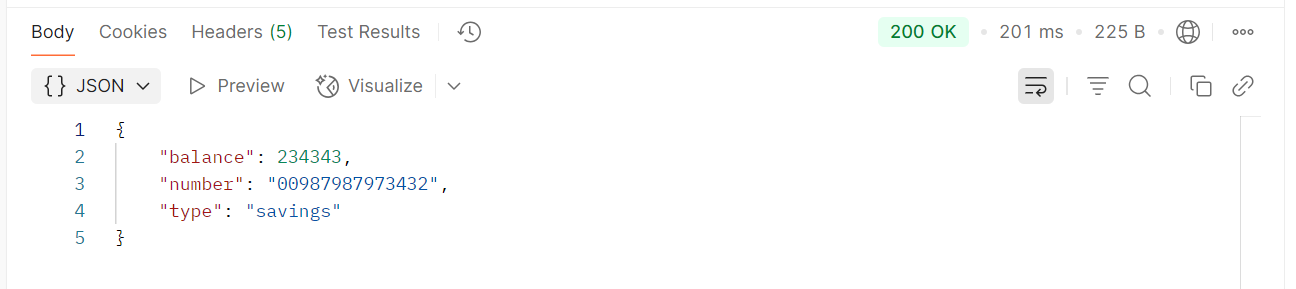 Body Cookies Headers (5) Test Results 200 OK 201 ms 225 B
{} JSON Preview Visualize
1 {
2 "balance": 234343,
3 "number": "00987987973432",
4 "type": "savings"
5 }